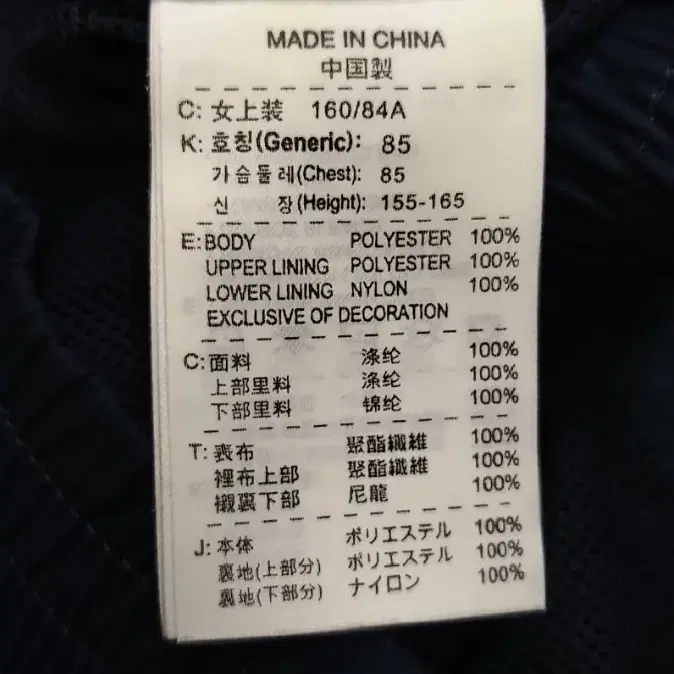 MADE IN CHINA
中国製
C: 女上装 160/84A
K: 호칭(Generic): 85
가슴둘레(Chest): 85
신 장(Height): 155-165
E: BODY POLYESTER 100%
UPPER LINING POLYESTER 100%
LOWER LINING NYLON 100%
EXCLUSIVE OF DECORATION
C: 面料 涤纶 100%
上部里料 涤纶 100%
下部里料 锦纶 100%
T: 表布 聚酯纖維 100%
裡布上部 聚酯纖維 100%
襯裏下部 尼龍 100%
J: 本体 ポリエステル 100%
裏地(上部分) ポリエステル 100%
裏地(下部分) ナイロン 100%